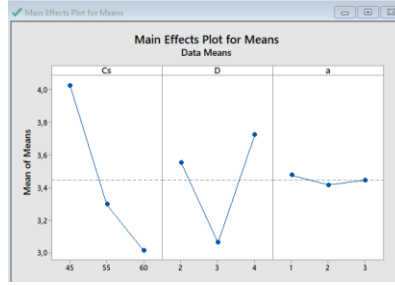 Main Effects Plot for Means
Main Effects Plot for Means
Data Means
Cs D a
Mean of Means
4,0
3,8
3,6
3,4
3,2
3,0
45 55 60 2 3 4 1 2 3